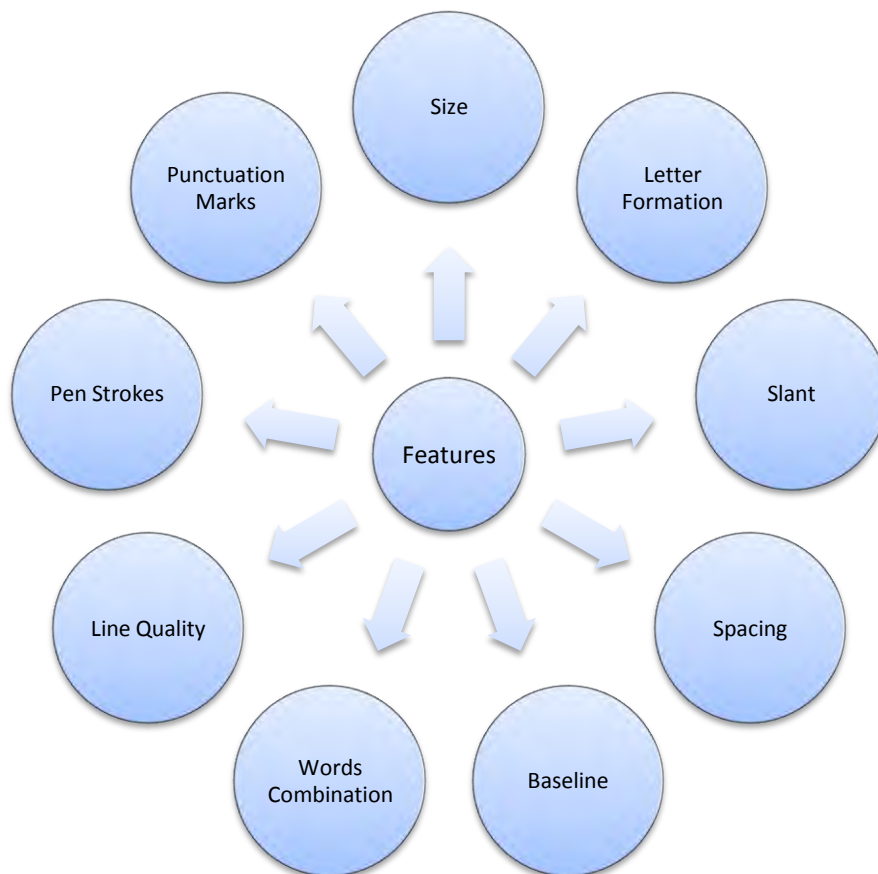 Size
Punctuation
Marks
Letter
Formation
Pen Strokes
Slant
Features
Line Quality
Spacing
Words
Combination
Baseline